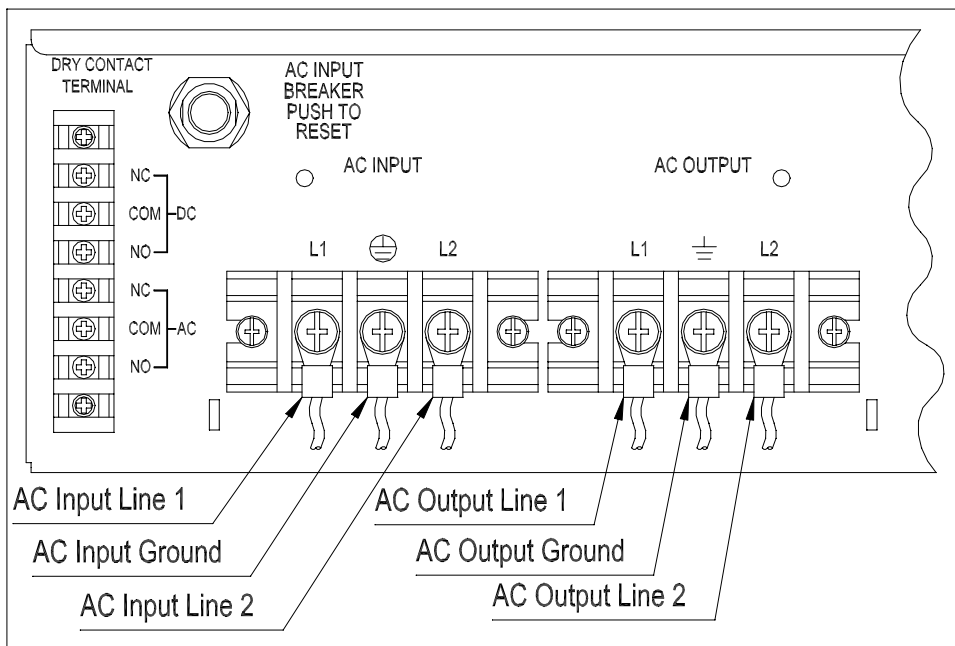 DRY CONTACT
TERMINAL
AC INPUT
BREAKER
PUSH TO
RESET
AC INPUT
AC OUTPUT
NC
COM
DC
NO
NC
COM
AC
NO
L1
L2
L1
L2
AC Input Line 1
AC Input Ground
AC Input Line 2
AC Output Line 1
AC Output Ground
AC Output Line 2